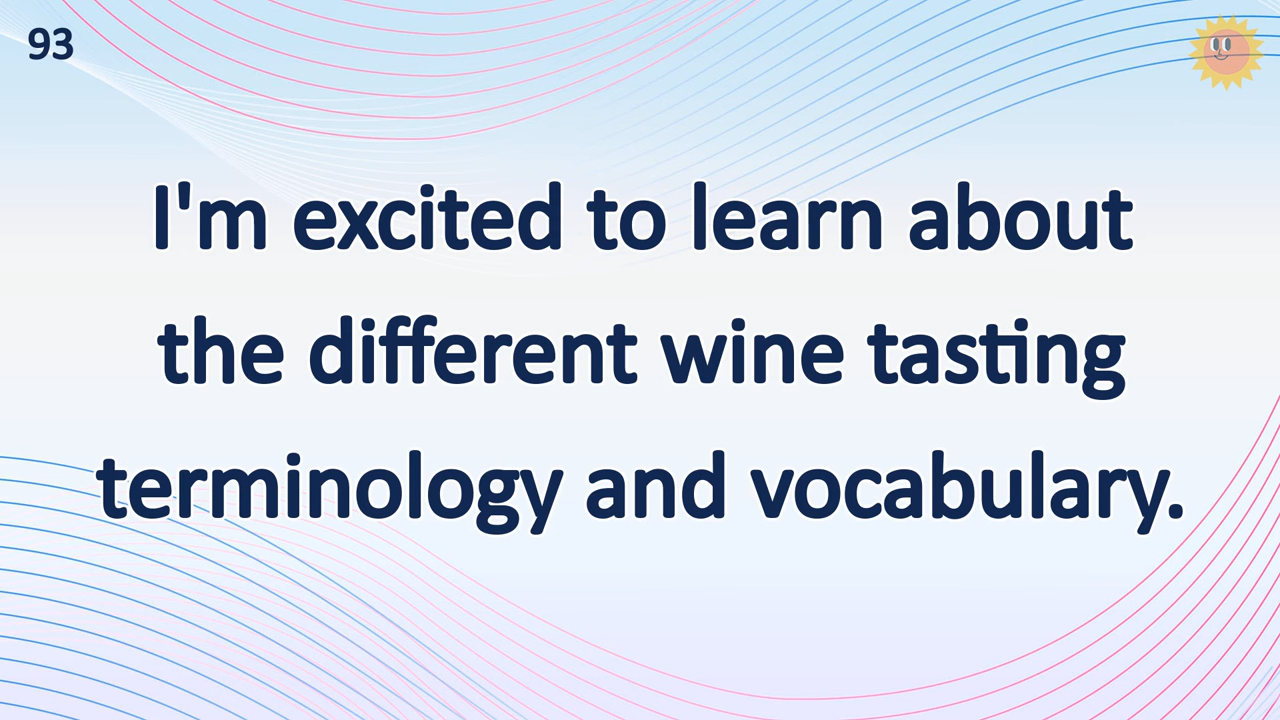 93
I'm excited to learn about
the different wine tasting
terminology and vocabulary.